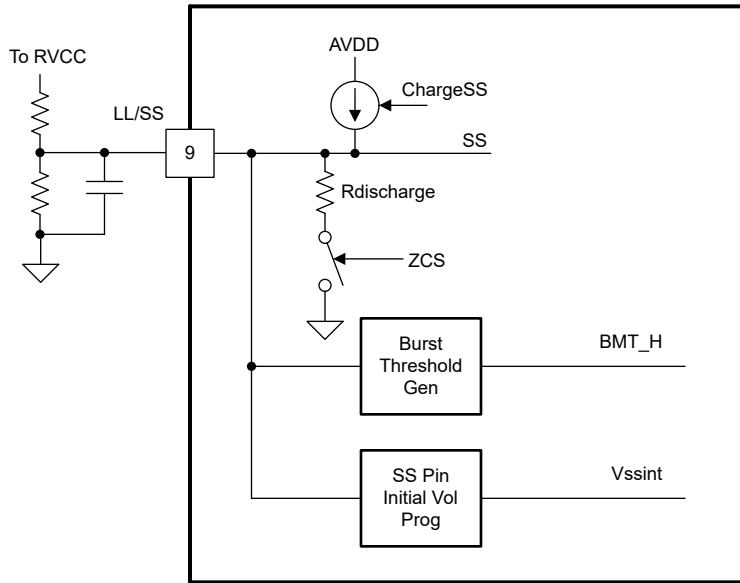 AVDD
To RVCC
ChargeSS
LL/SS
9
SS
Rdischarge
ZCS
Burst
Threshold
Gen
BMT_H
SS Pin
Initial Vol
Prog
Vssint